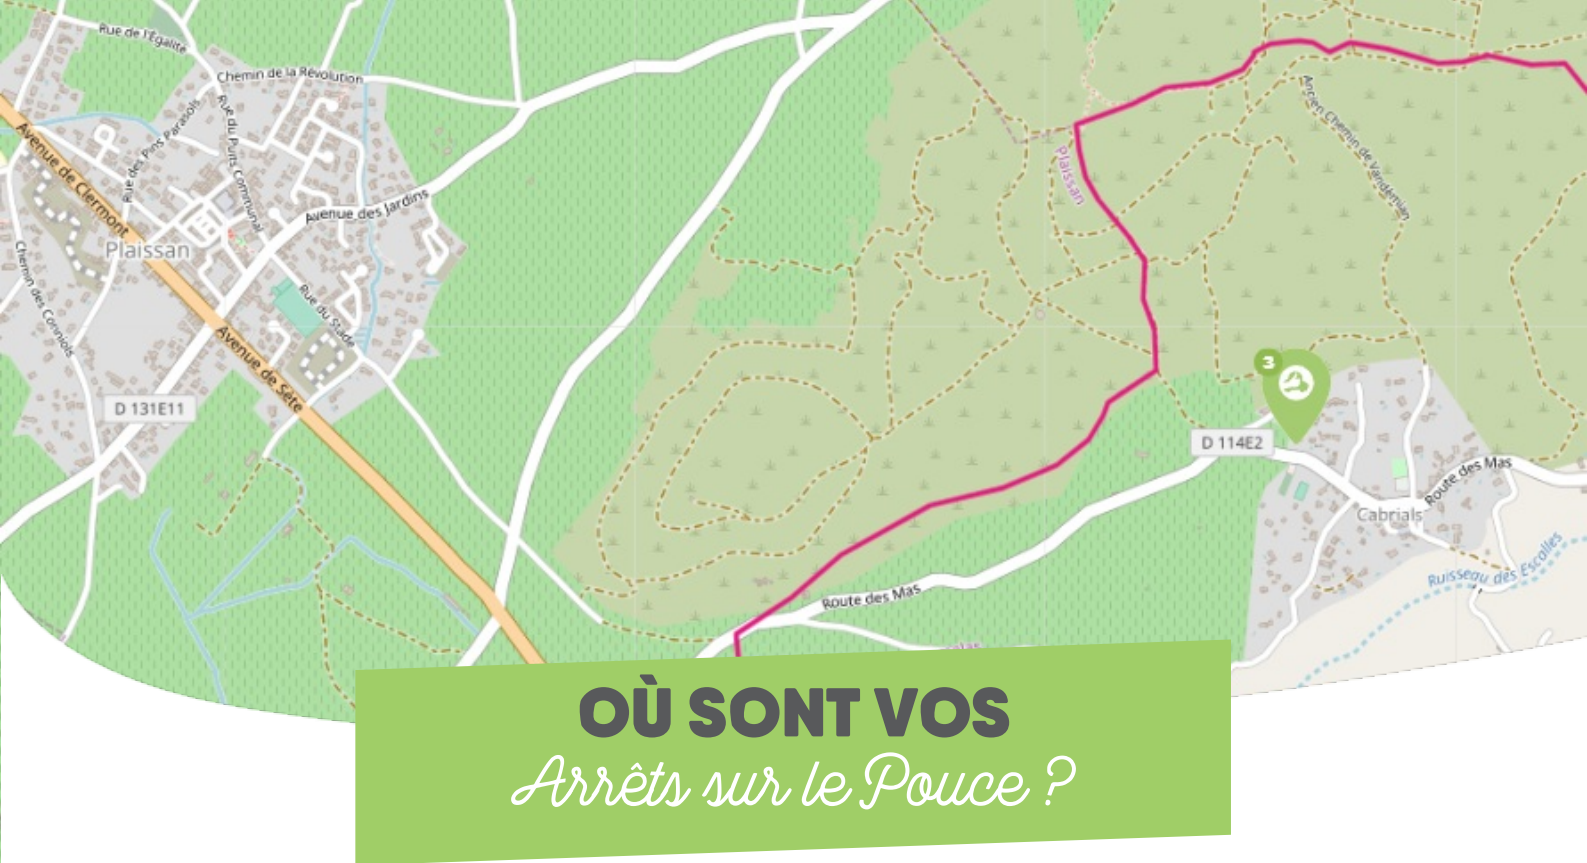 Rue de l'Égalité
Chemin de la Révolution
Rue des Pins Parasols
Rue du Puits Communal
Avenue de Clermont
Avenue des Jardins
Plaissan
Chemin des Conniols
Rue du Stade
Avenue de Sète
D 131E11
Plaissan
Ancien Chemin de Vendémian
3
D 114E2
Route des Mas
Cabrials
Ruisseau des Escalles
Route des Mas
OÙ SONT VOS
Arrêts sur le Pouce ?